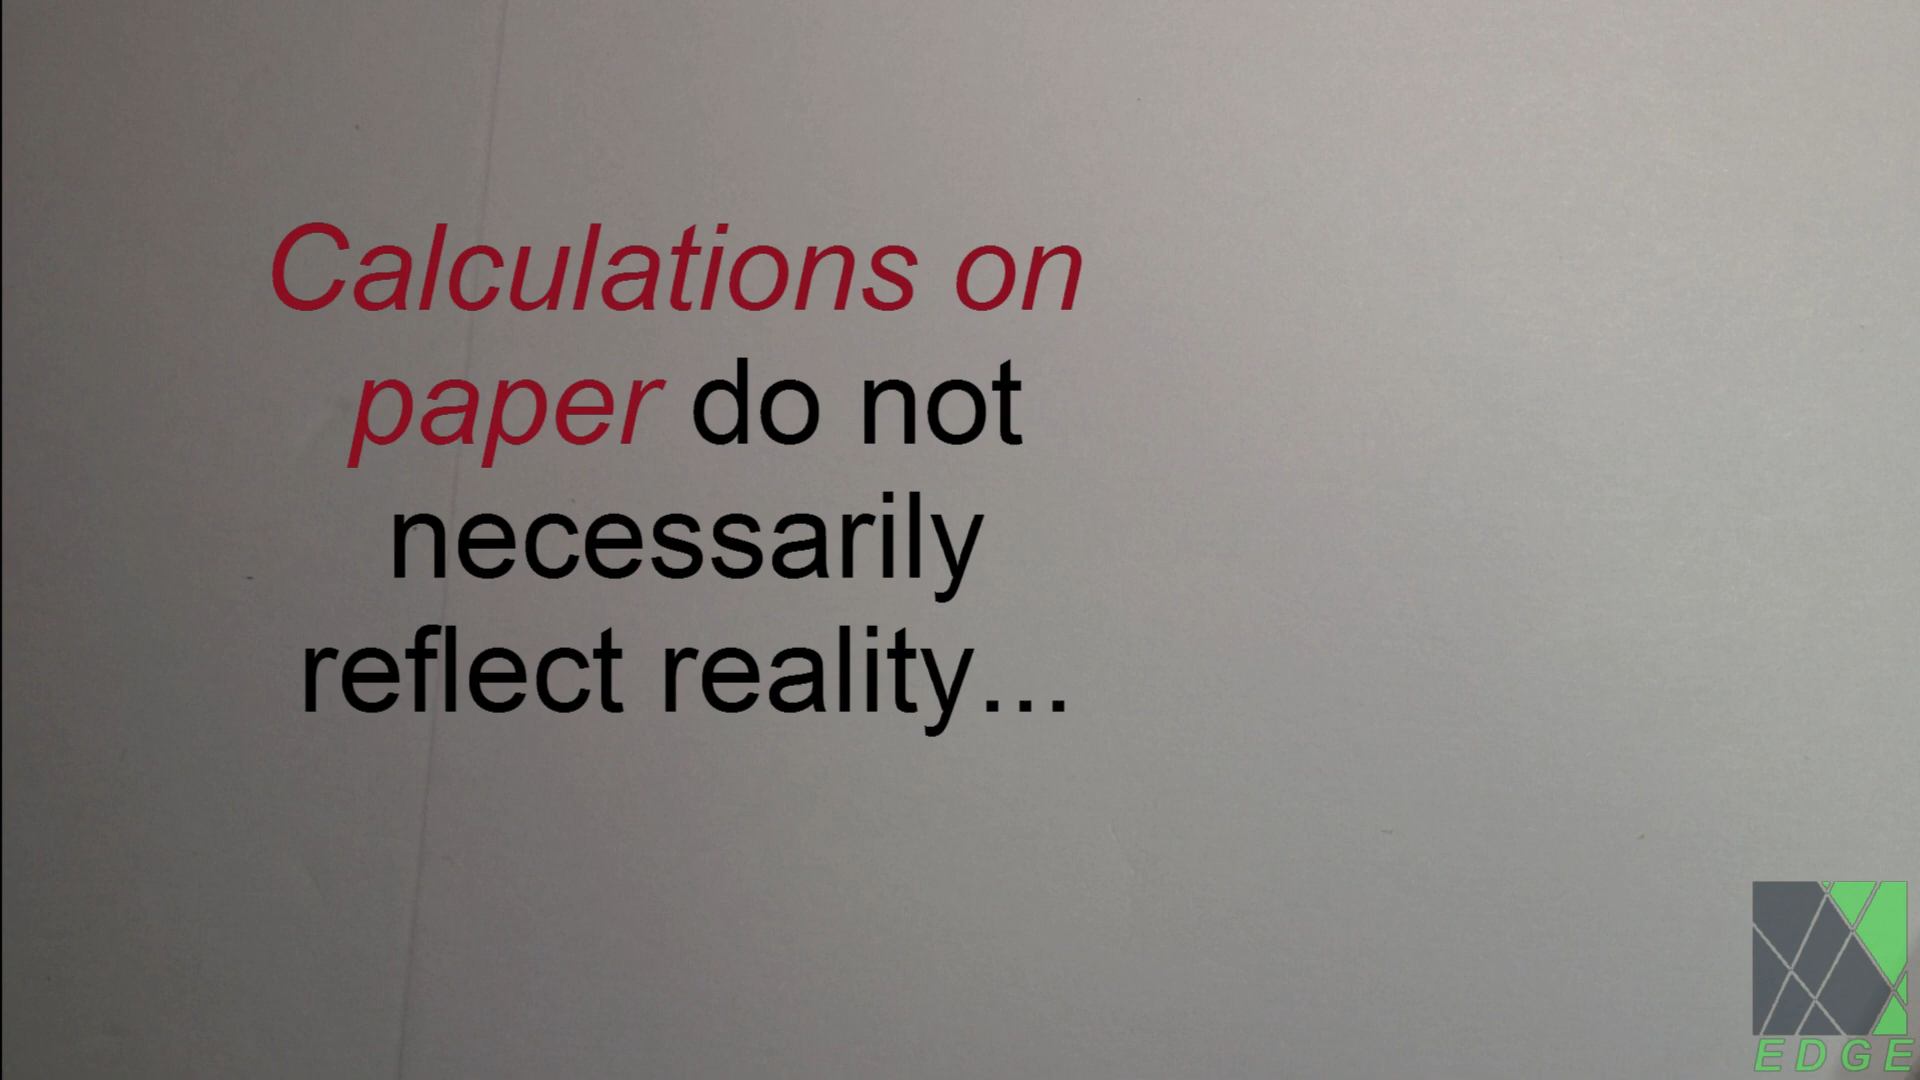 Calculations on
paper do not
necessarily
reflect reality...
EDGE